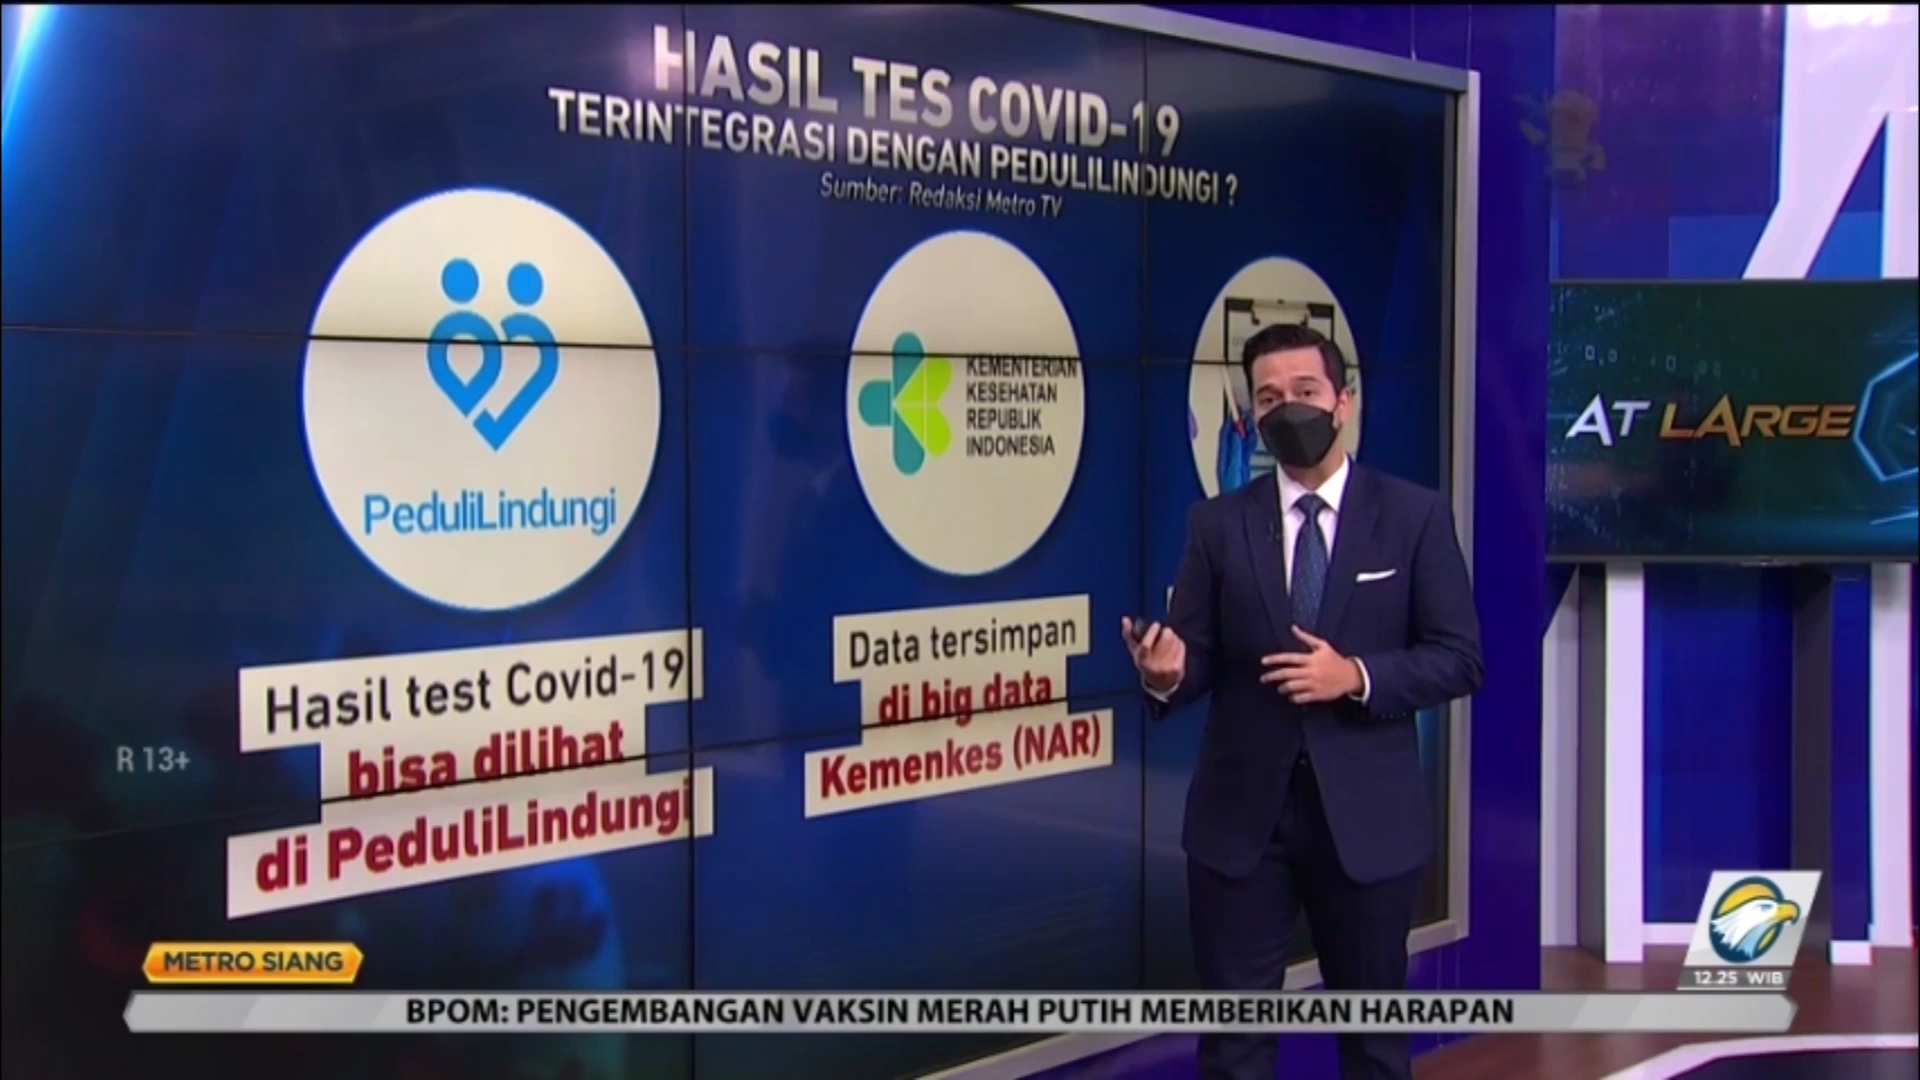 HASIL TES COVID-19
TERINTEGRASI DENGAN PEDULILINDUNGI ?
Sumber: Redaksi Metro TV
PeduliLindungi
KEMENTERIAN
KESEHATAN
REPUBLIK
INDONESIA
Hasil test Covid-19
bisa dilihat
di PeduliLindungi
Data tersimpan
di big data
Kemenkes (NAR)
AT LARGE
R 13+
METRO SIANG
12.25 WIB
BPOM: PENGEMBANGAN VAKSIN MERAH PUTIH MEMBERIKAN HARAPAN